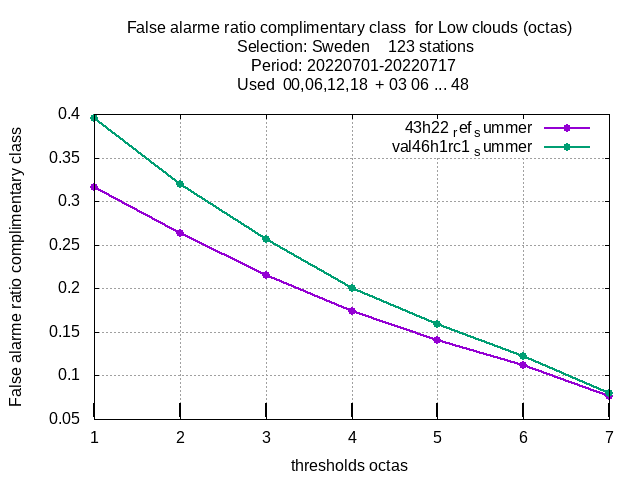 False alarme ratio complimentary class  for Low clouds (octas)
Selection: Sweden    123 stations
Period: 20220701-20220717
Used  00,06,12,18  + 03 06 ... 48
43h22 ref summer
val46h1rc1 summer
False alarme ratio complimentary class
0.4
0.35
0.3
0.25
0.2
0.15
0.1
0.05
1 2 3 4 5 6 7
thresholds octas